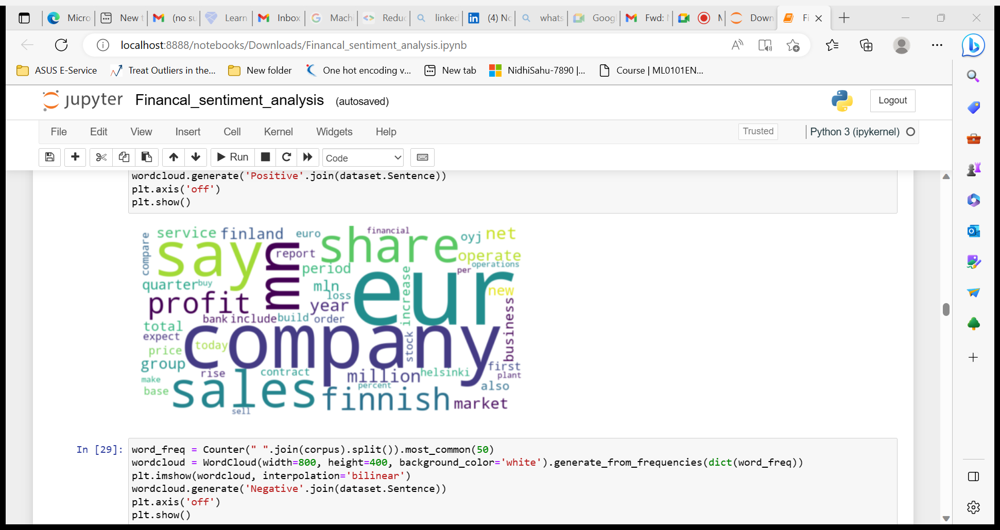 Micro New t (no su Learn Inbox Mach Reduc linked (4) No whats Goog Fwd: Down Fi
localhost:8888/notebooks/Downloads/Financal_sentiment_analysis.ipynb
ASUS E-Service Treat Outliers in the... New folder One hot encoding v... New tab NidhiSahu-7890 |... Course | ML0101EN...
jupyter Financal_sentiment_analysis (autosaved) Logout
File Edit View Insert Cell Kernel Widgets Help Trusted Python 3 (ipykernel)
Run Code
wordcloud.generate('Positive'.join(dataset.Sentence))
plt.axis('off')
plt.show()
service finland euro financial oyj net
compare say mn report share operate
period per operations
quarter buy mln eur increase new
profit loss year business
bank include build order
total company
expect today stock
price
group rise contract million helsinki first
make sales percent plant
base finnish also
sell market
In [29]: word_freq = Counter(" ".join(corpus).split()).most_common(50)
wordcloud = WordCloud(width=800, height=400, background_color='white').generate_from_frequencies(dict(word_freq))
plt.imshow(wordcloud, interpolation='bilinear')
wordcloud.generate('Negative'.join(dataset.Sentence))
plt.axis('off')
plt.show()